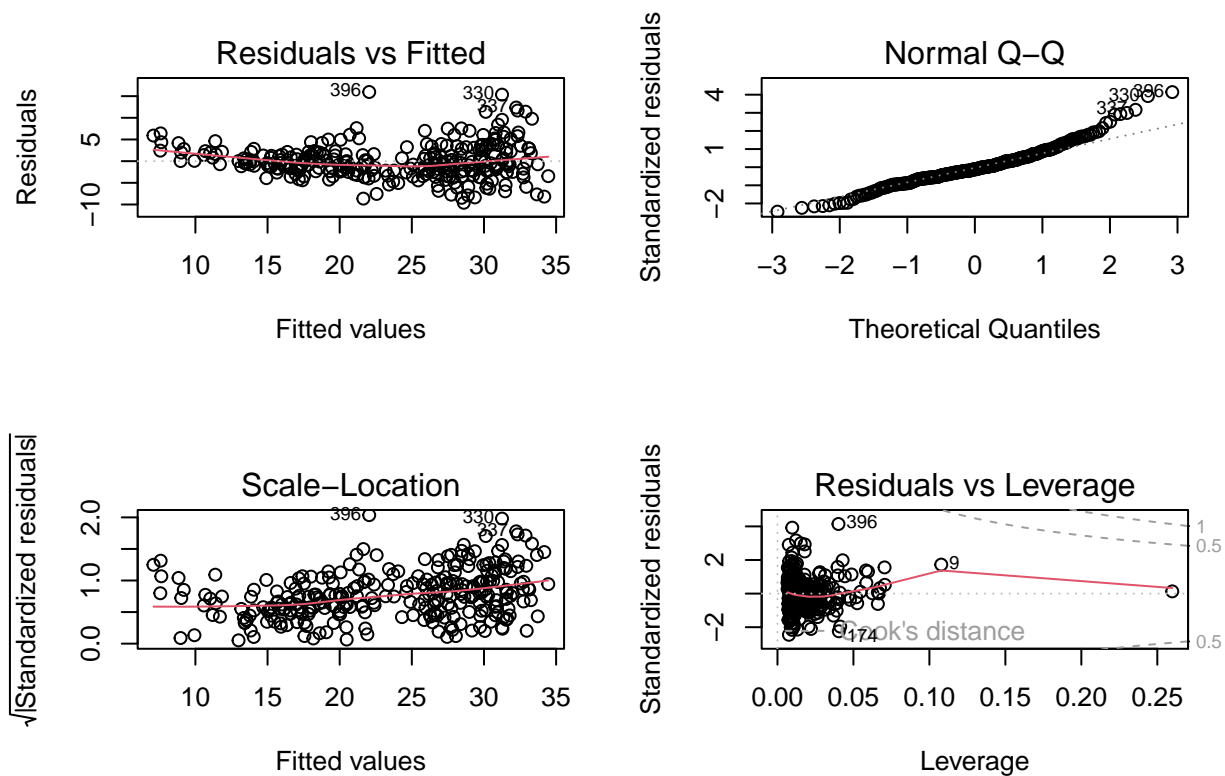 Residuals vs Fitted
Residuals
5
−10
396
330
337
10 15 20 25 30 35
Fitted values
Normal Q−Q
Standardized residuals
4
1
−2
396
330
337
−3 −2 −1 0 1 2 3
Theoretical Quantiles
Scale−Location
√|Standardized residuals|
2.0
1.0
0.0
396
330
337
10 15 20 25 30 35
Fitted values
Residuals vs Leverage
Standardized residuals
2
0
−2
396
9
174
Cook's distance
1
0.5
0.5
0.00 0.05 0.10 0.15 0.20 0.25
Leverage